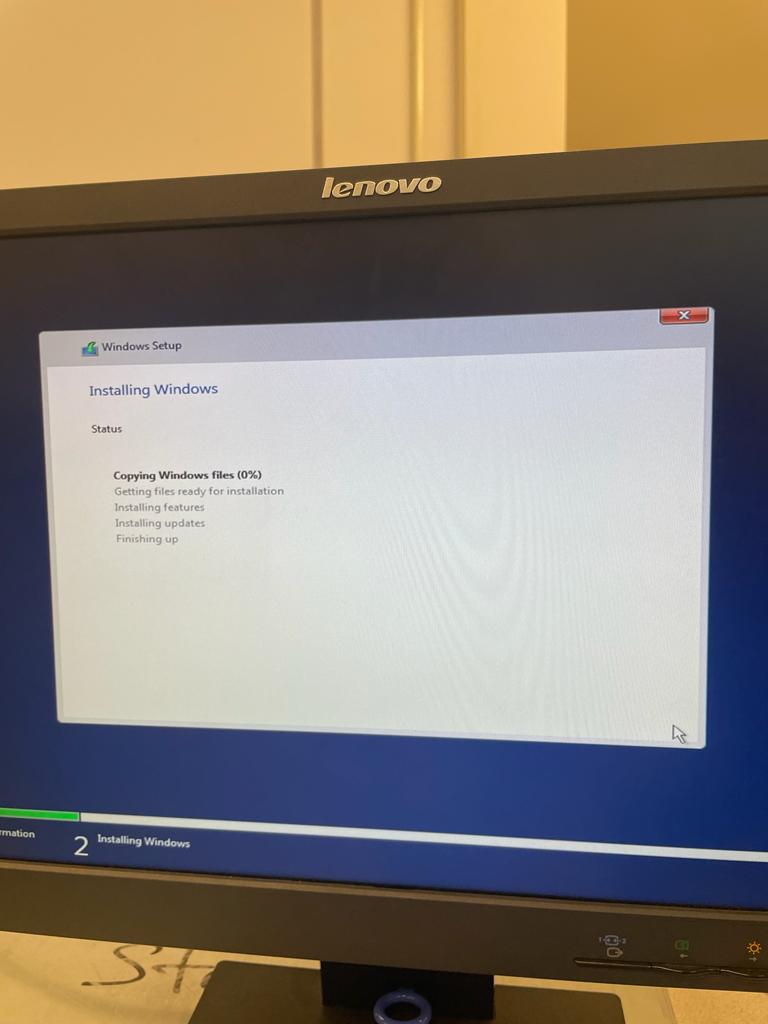 lenovo
Windows Setup
Installing Windows
Status
Copying Windows files (0%)
Getting files ready for installation
Installing features
Installing updates
Finishing up
rmation
2 Installing Windows